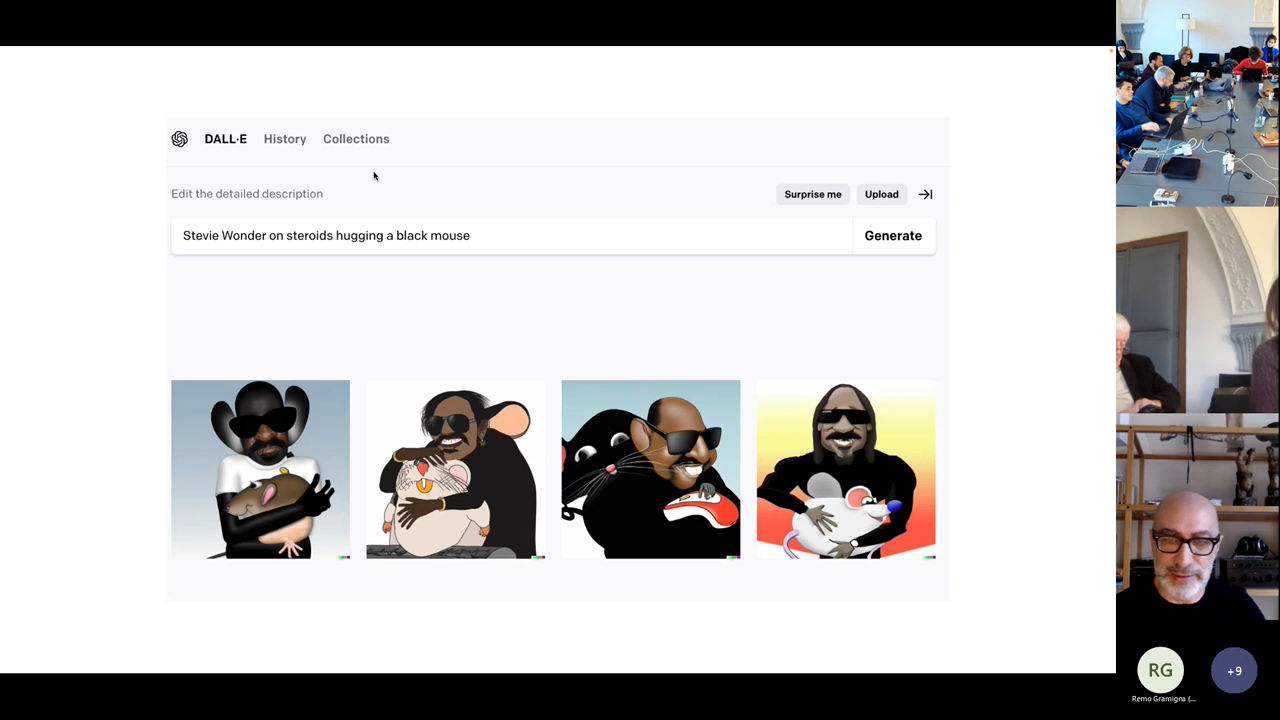 DALL·E History Collections
Edit the detailed description
Surprise me
Upload
Stevie Wonder on steroids hugging a black mouse
Generate
RG
+9
Remo Gramigna (...